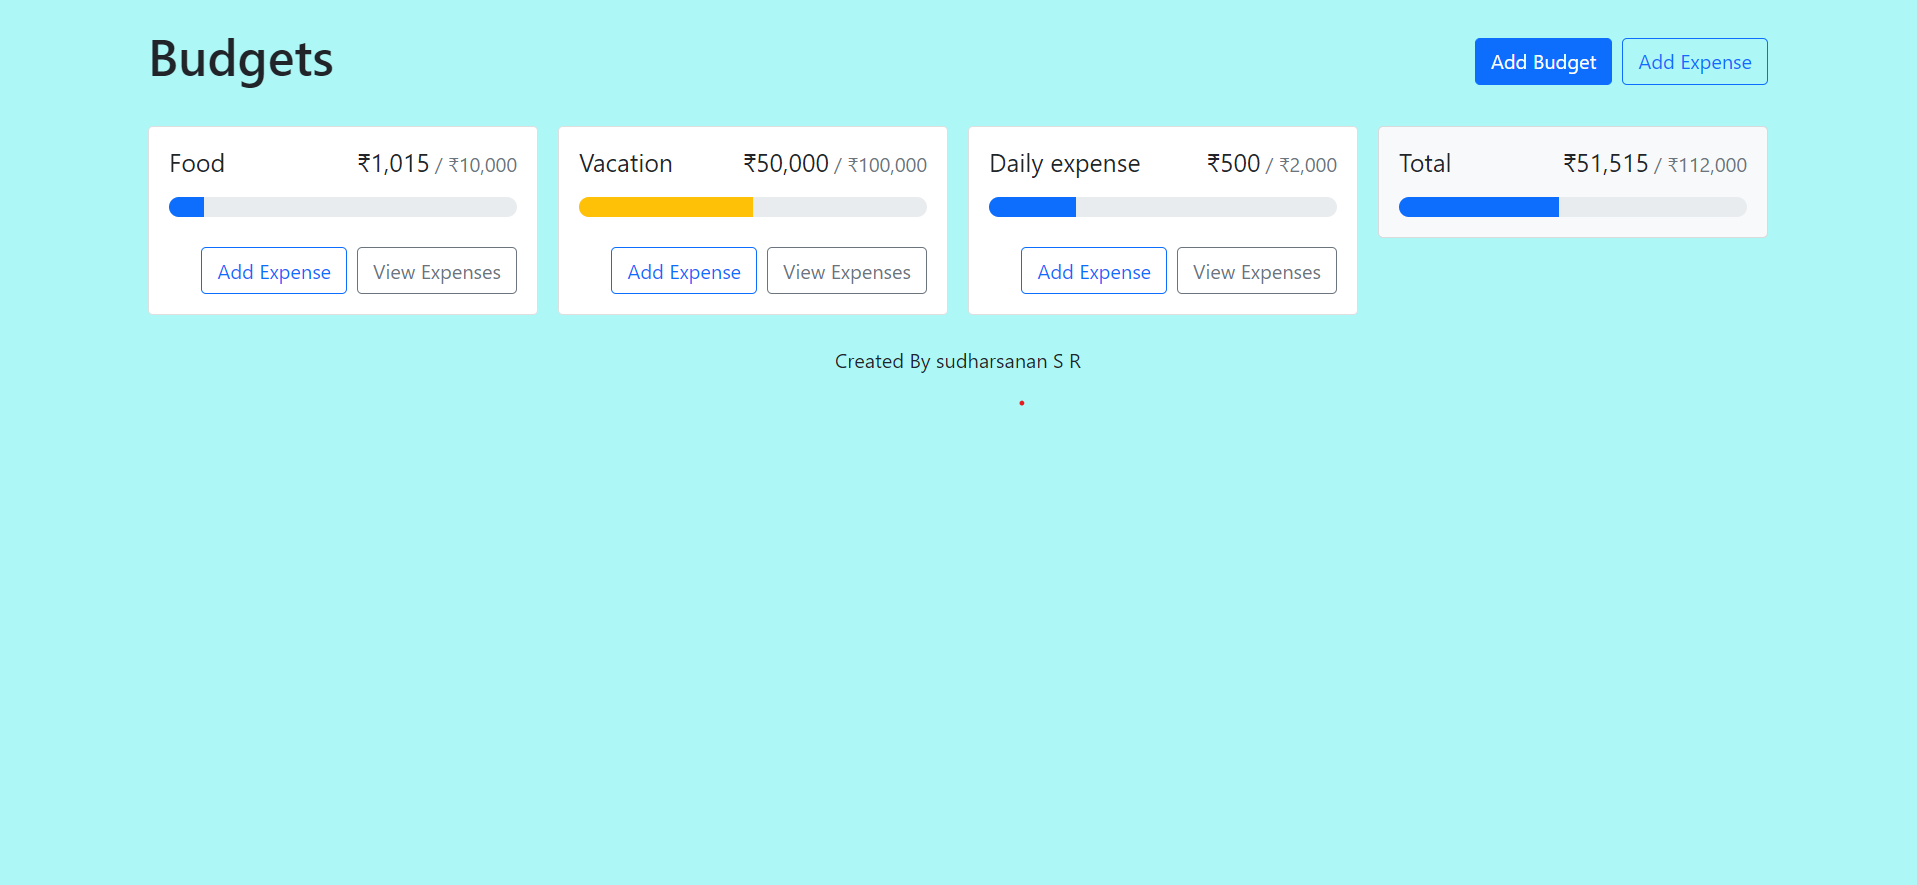 Budgets
Add Budget
Add Expense
Food ₹1,015 / ₹10,000
Add Expense
View Expenses
Vacation ₹50,000 / ₹100,000
Add Expense
View Expenses
Daily expense ₹500 / ₹2,000
Add Expense
View Expenses
Total ₹51,515 / ₹112,000
Created By sudharsanan S R